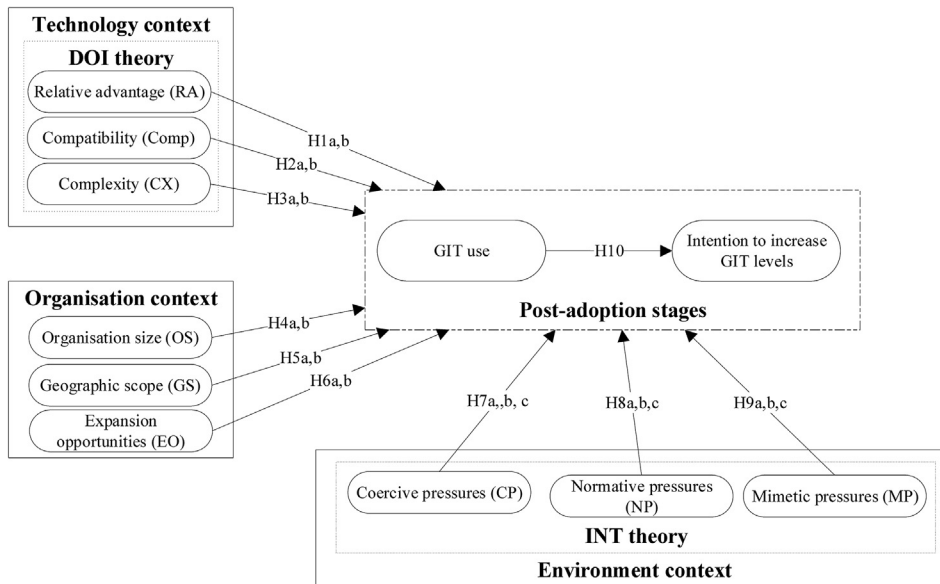 Technology context
DOI theory
Relative advantage (RA)
Compatibility (Comp)
Complexity (CX)
H1a,b
H2a,b
H3a,b
GIT use
H10
Intention to increase
GIT levels
Post-adoption stages
Organisation context
Organisation size (OS)
Geographic scope (GS)
Expansion
opportunities (EO)
H4a,b
H5a,b
H6a,b
H7a,,b, c
H8a,b,c
H9a,b,c
Coercive pressures (CP)
Normative pressures
(NP)
Mimetic pressures (MP)
INT theory
Environment context